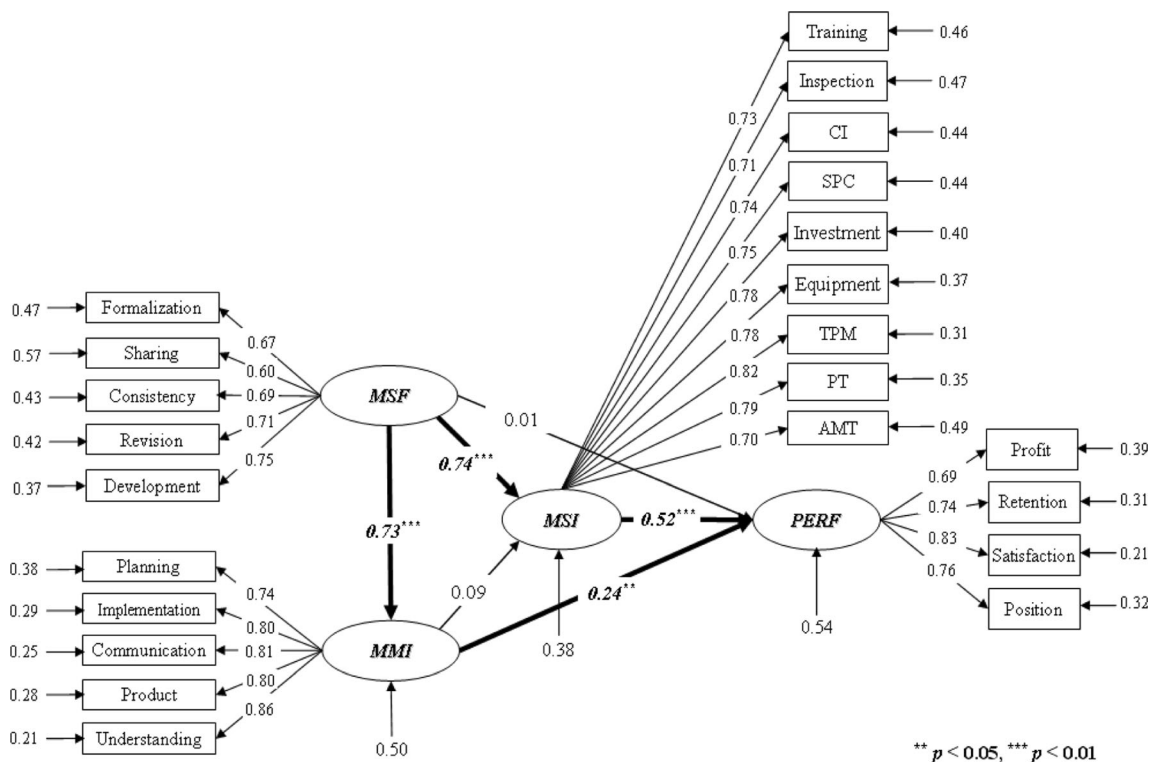 Training
0.46
Inspection
0.47
CI
0.44
SPC
0.44
Investment
0.40
Equipment
0.37
TPM
0.31
PT
0.35
AMT
0.49
0.73
0.71
0.74
0.75
0.78
0.78
0.82
0.79
0.70
0.47
Formalization
0.67
0.57
Sharing
0.60
0.43
Consistency
0.69
0.42
Revision
0.71
0.37
Development
0.75
MSF
0.01
0.74***
0.73***
MSI
0.52***
PERF
0.09
0.24**
0.38
0.54
Profit
0.39
0.69
Retention
0.31
0.74
Satisfaction
0.21
0.83
Position
0.32
0.76
0.38
Planning
0.74
0.29
Implementation
0.80
0.25
Communication
0.81
0.28
Product
0.80
0.21
Understanding
0.86
MMI
0.50
** p < 0.05, *** p < 0.01